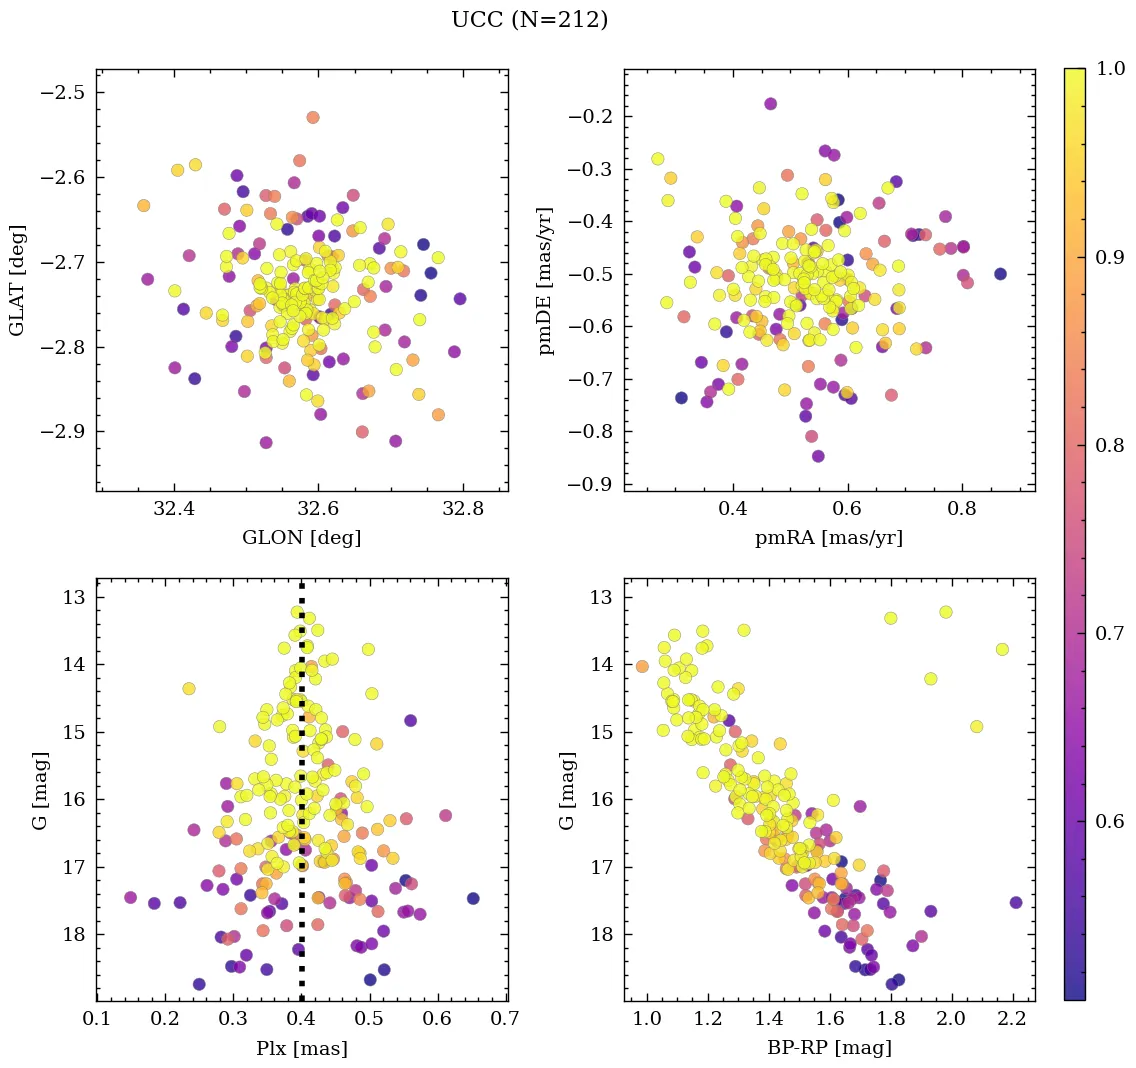 UCC (N=212)
−2.5
−2.6
−2.7
−2.8
−2.9
GLAT [deg]
32.4 32.6 32.8
GLON [deg]
−0.2
−0.3
−0.4
−0.5
−0.6
−0.7
−0.8
−0.9
pmDE [mas/yr]
0.4 0.6 0.8
pmRA [mas/yr]
13
14
15
16
17
18
G [mag]
0.1 0.2 0.3 0.4 0.5 0.6 0.7
Plx [mas]
13
14
15
16
17
18
G [mag]
1.0 1.2 1.4 1.6 1.8 2.0 2.2
BP-RP [mag]
1.0
0.9
0.8
0.7
0.6